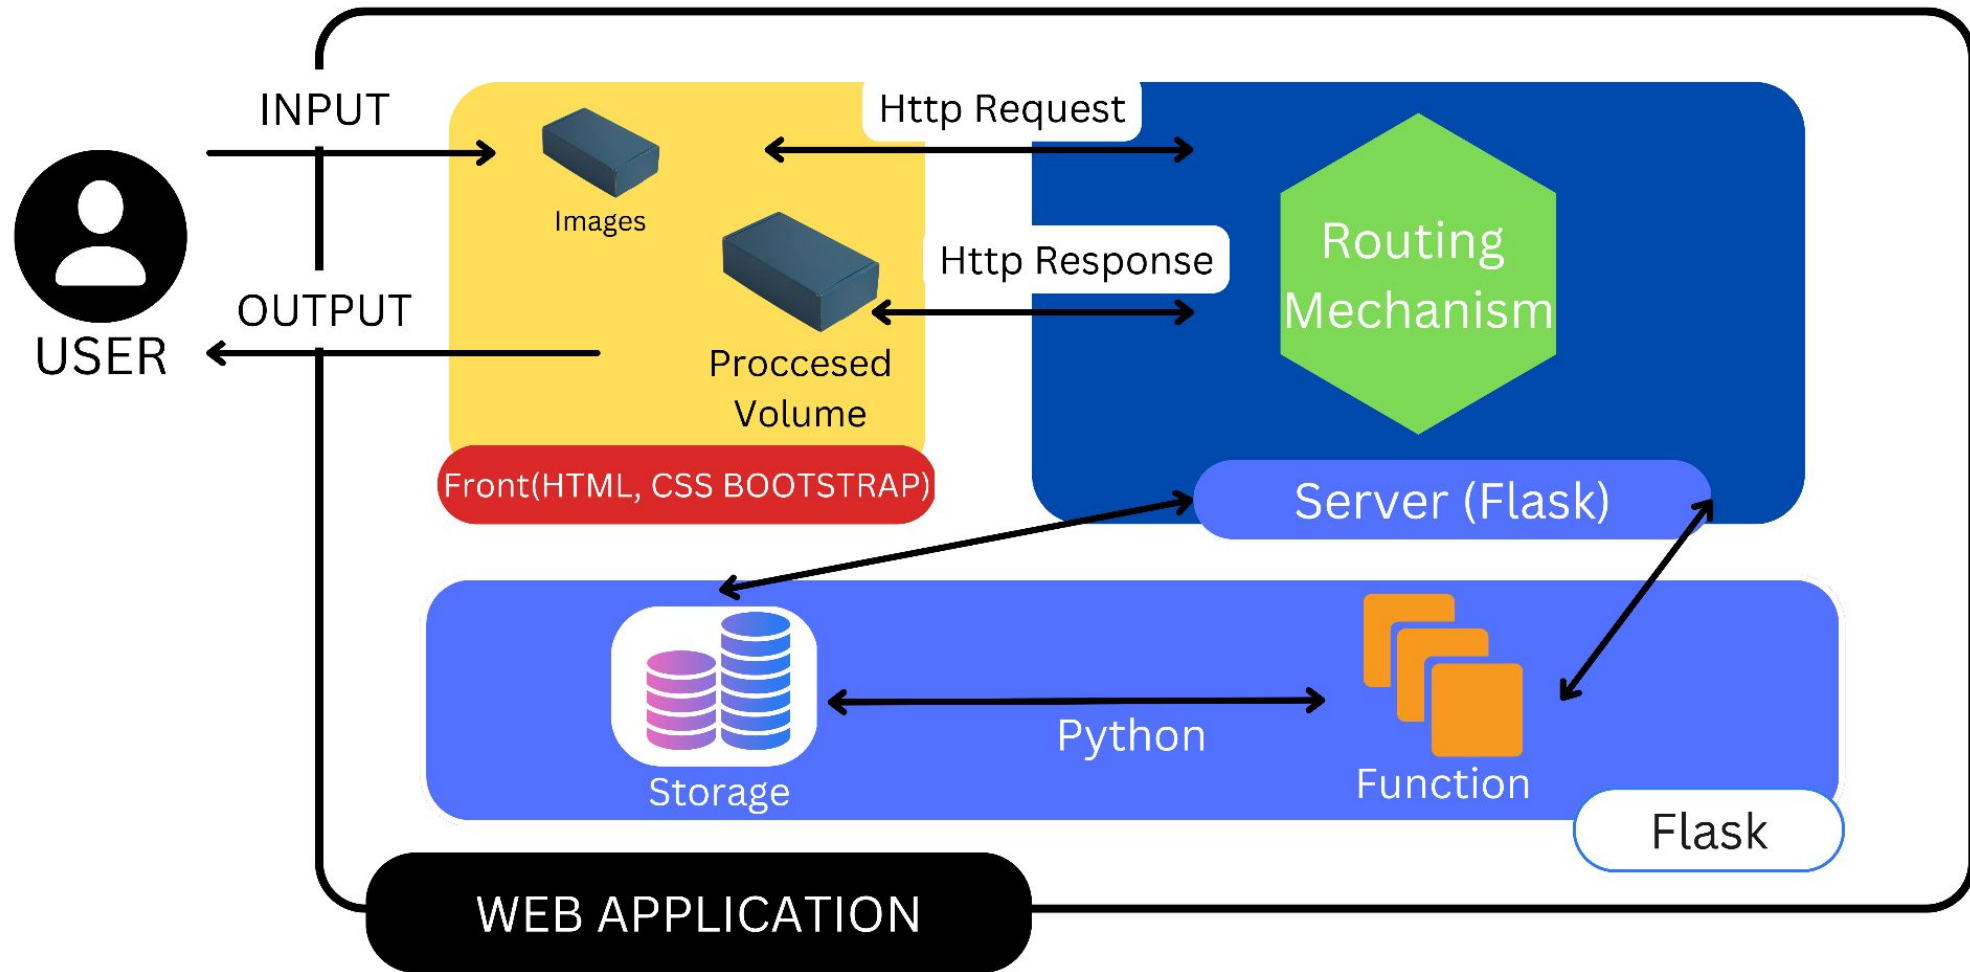 INPUT
Http Request
Images
Routing
Mechanism
Http Response
OUTPUT
USER
Proccesed
Volume
Front(HTML, CSS BOOTSTRAP)
Server (Flask)
Python
Storage
Function
Flask
WEB APPLICATION